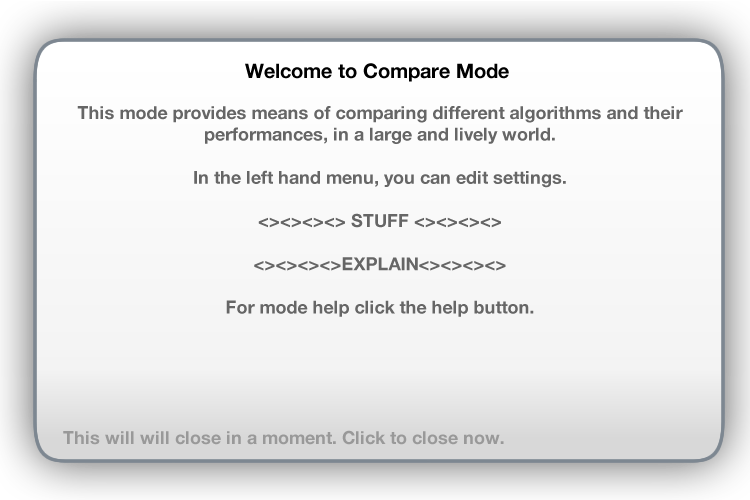 Welcome to Compare Mode
This mode provides means of comparing different algorithms and their
performances, in a large and lively world.
In the left hand menu, you can edit settings.
<><><><> STUFF <><><><>
<><><><>EXPLAIN<><><><>
For mode help click the help button.
This will will close in a moment. Click to close now.